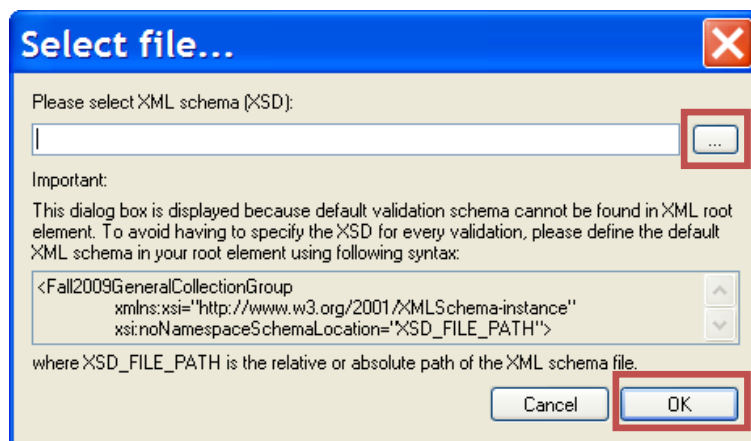 Select file...
Please select XML schema (XSD):
...
Important:
This dialog box is displayed because default validation schema cannot be found in XML root
element. To avoid having to specify the XSD for every validation, please define the default
XML schema in your root element using following syntax:
<Fall2009GeneralCollectionGroup
xmlns:xsi="http://www.w3.org/2001/XMLSchema-instance"
xsi:noNamespaceSchemaLocation="XSD_FILE_PATH">
where XSD_FILE_PATH is the relative or absolute path of the XML schema file.
Cancel OK